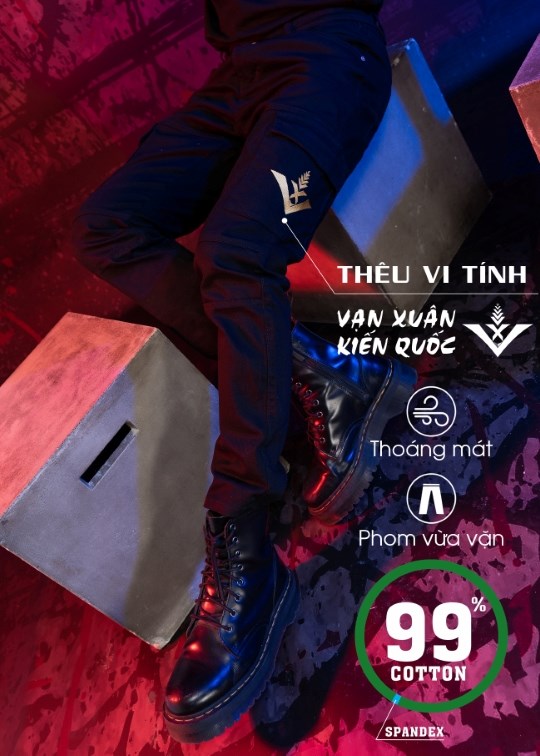 THÊU VI TÍNH
VẠN XUÂN
KIẾN QUỐC
Thoáng mát
Phom vừa vặn
99%
COTTON
SPANDEX